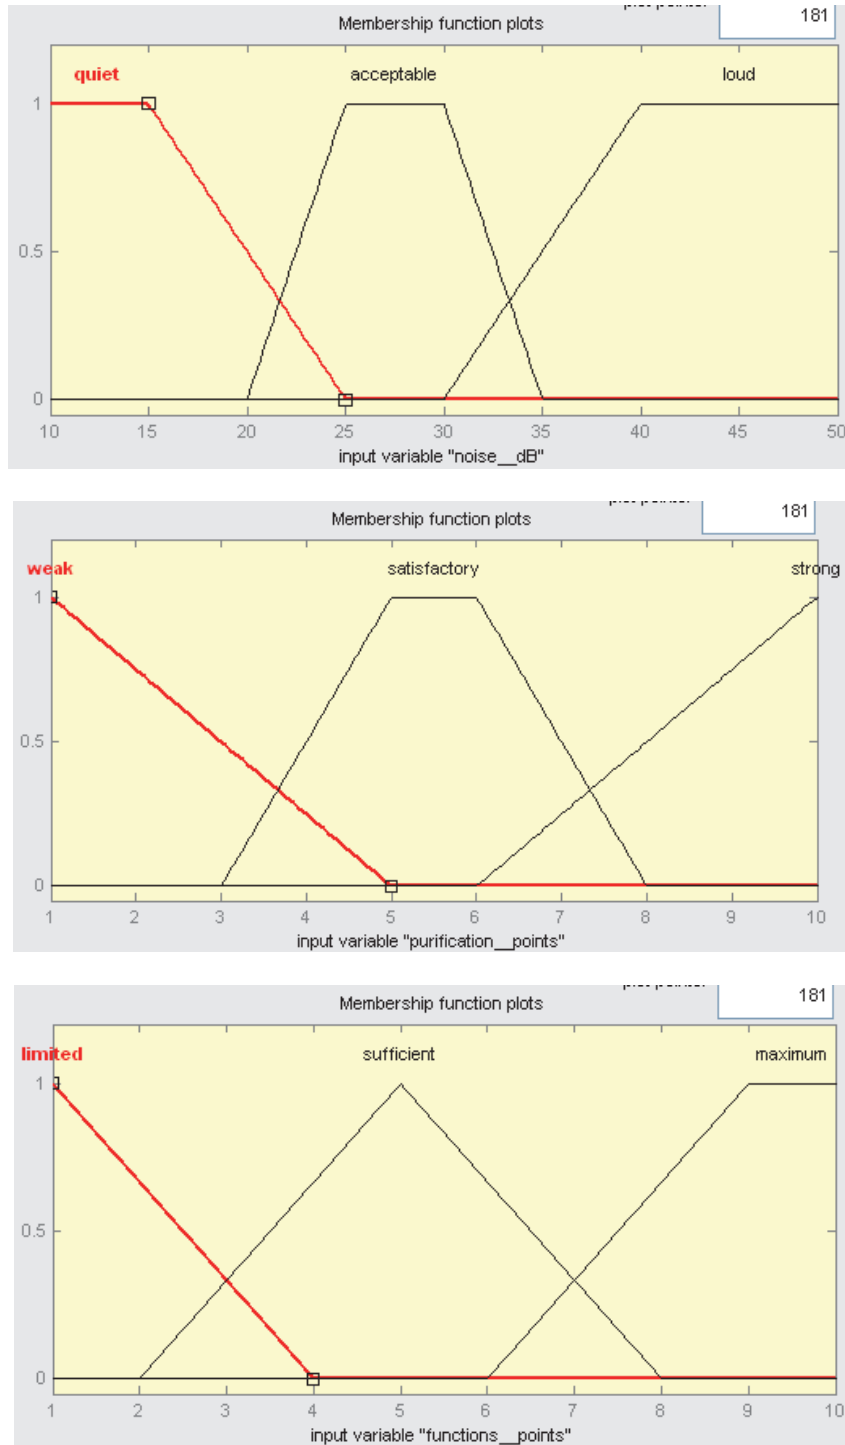 181
Membership function plots
quiet acceptable loud
1
0.5
0
10 15 20 25 30 35 40 45 50
input variable "noise__dB"
181
Membership function plots
weak satisfactory strong
1
0.5
0
1 2 3 4 5 6 7 8 9 10
input variable "purification__points"
181
Membership function plots
limited sufficient maximum
1
0.5
0
1 2 3 4 5 6 7 8 9 10
input variable "functions__points"